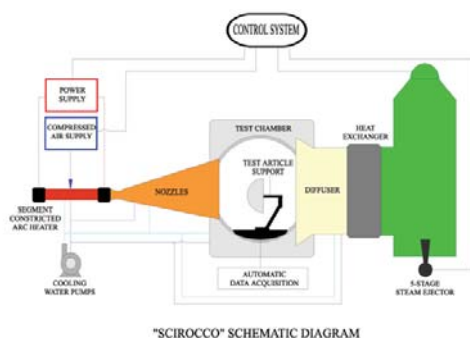 CONTROL SYSTEM
POWER
SUPPLY
COMPRESSED
AIR SUPPLY
TEST CHAMBER
HEAT
EXCHANGER
TEST ARTICLE
SUPPORT
NOZZLES
DIFFUSER
SEGMENT
CONSTRICTED
ARC HEATER
COOLING
WATER PUMPS
AUTOMATIC
DATA ACQUISITION
5-STAGE
STEAM EJECTOR
"SCIROCCO" SCHEMATIC DIAGRAM